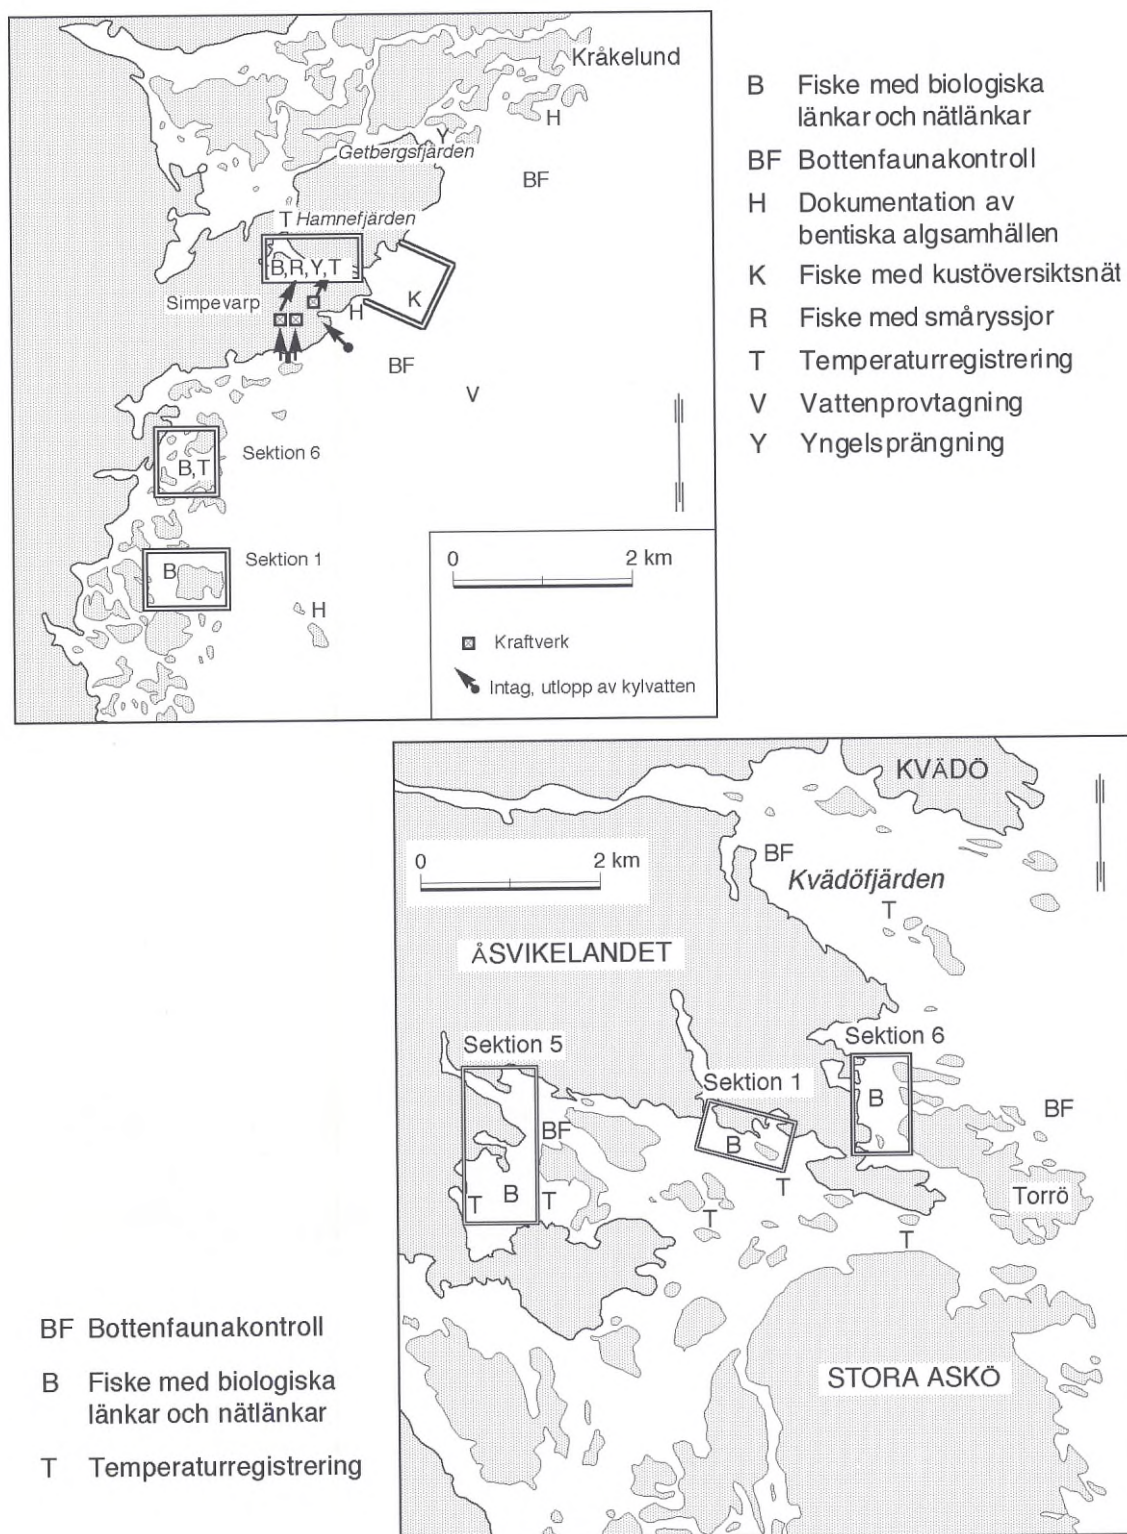 Kråkelund
H
Y
Getbergsfjärden
BF
T Hamnefjärden
B,R,Y,T
K
Simpevarp
H
BF
V
Sektion 6
B,T
Sektion 1
B
H
0 2 km
Kraftverk
Intag, utlopp av kylvatten
B Fiske med biologiska
länkar och nätlänkar
BF Bottenfaunakontroll
H Dokumentation av
bentiska algsamhällen
K Fiske med kustöversiktsnät
R Fiske med småryssjor
T Temperaturregistrering
V Vattenprovtagning
Y Yngelsprängning
KVÄDÖ
0 2 km
BF
Kvädöfjärden
T
ÅSVIKELANDET
Sektion 5
Sektion 6
Sektion 1
B
BF
BF
B
T B T
T
Torrö
T
T
STORA ASKÖ
BF Bottenfaunakontroll
B Fiske med biologiska
länkar och nätlänkar
T Temperaturregistrering